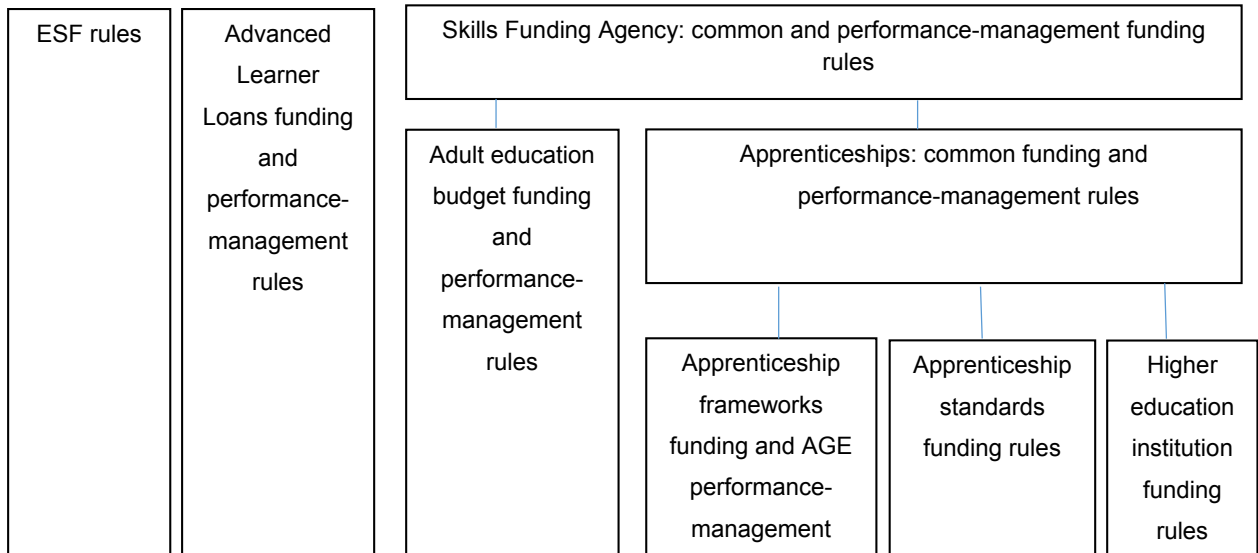 ESF rules
Advanced
Learner
Loans funding
and
performance-
management
rules
Skills Funding Agency: common and performance-management funding
rules
Adult education
budget funding
and
performance-
management
rules
Apprenticeships: common funding and
performance-management rules
Apprenticeship
frameworks
funding and AGE
performance-
management
Apprenticeship
standards
funding rules
Higher
education
institution
funding
rules